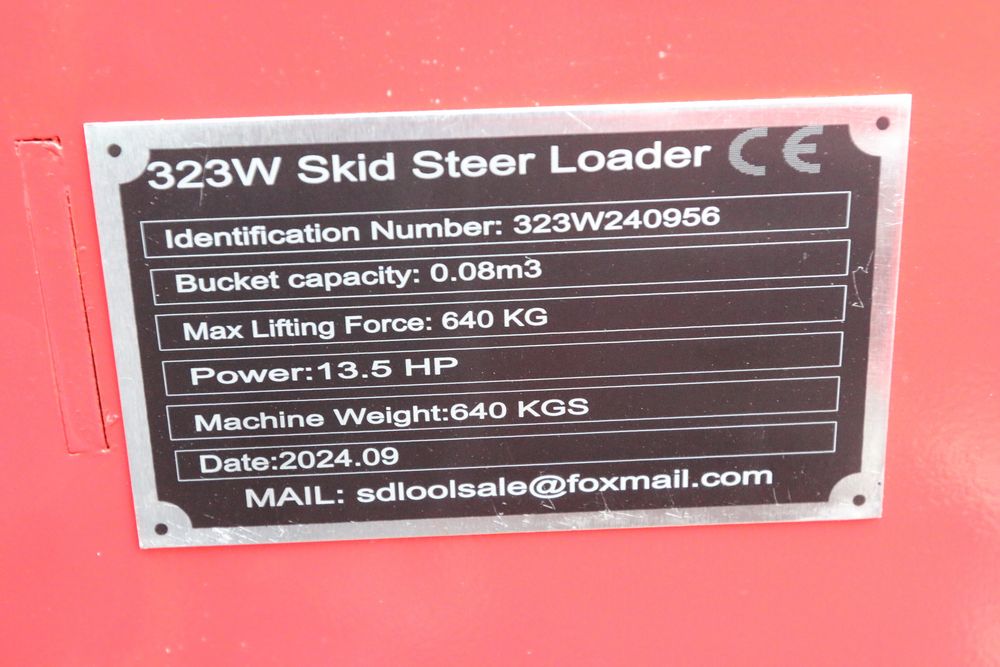 323W Skid Steer Loader CE
Identification Number: 323W240956
Bucket capacity: 0.08m3
Max Lifting Force: 640 KG
Power:13.5 HP
Machine Weight:640 KGS
Date:2024.09
MAIL: sdloolsale@foxmail.com